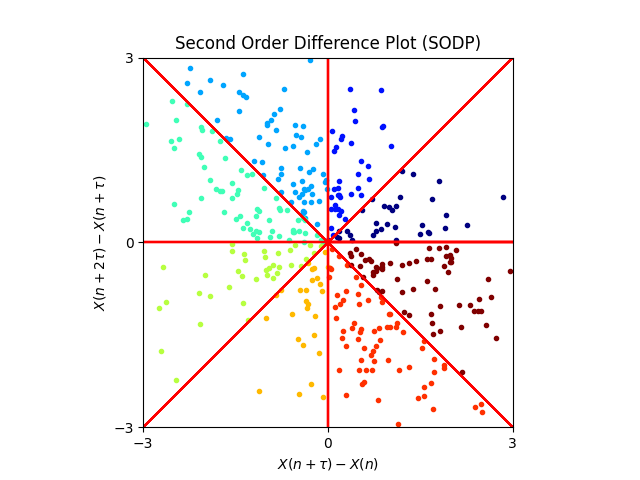 Second Order Difference Plot (SODP)
3
0
−3
X(n + 2τ) − X(n + τ)
−3 0 3
X(n + τ) − X(n)